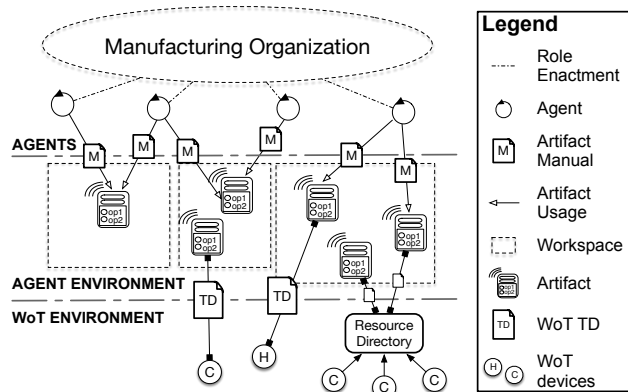 Manufacturing Organization
M
M
M
M
M
M
AGENTS
op1
op2
op1
op2
op1
op2
op1
op2
op1
op2
op1
op2
AGENT ENVIRONMENT
TD
TD
WoT ENVIRONMENT
Resource
Directory
C
H
C
C
C
Legend
Role
Enactment
Agent
M
Artifact
Manual
Artifact
Usage
Workspace
op1
op2
Artifact
TD
WoT TD
H
C
WoT
devices